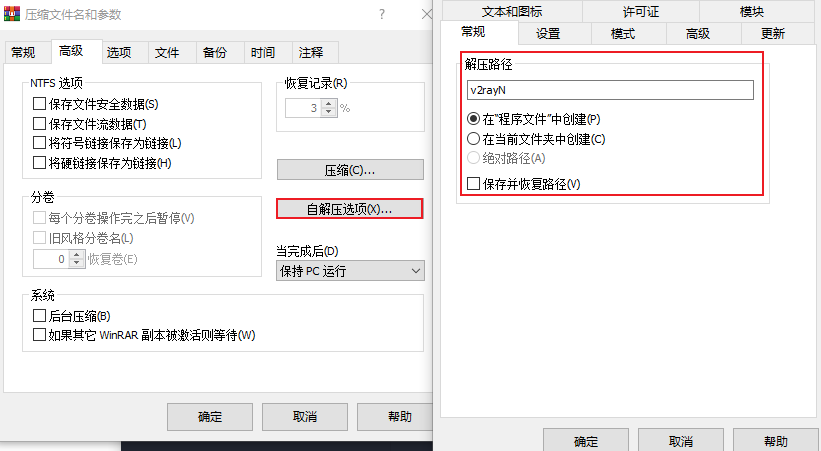 压缩文件名和参数
?
常规
高级
选项
文件
备份
时间
注释
NTFS 选项
保存文件安全数据(S)
保存文件流数据(T)
将符号链接保存为链接(L)
将硬链接保存为链接(H)
恢复记录(R)
3 %
压缩(C)...
分卷
每个分卷操作完之后暂停(V)
旧风格分卷名(L)
0 恢复卷(E)
自解压选项(X)...
当完成后(D)
保持 PC 运行
系统
后台压缩(B)
如果其它 WinRAR 副本被激活则等待(W)
确定
取消
帮助
文本和图标
许可证
模块
常规
设置
模式
高级
更新
解压路径
v2rayN
在“程序文件”中创建(P)
在当前文件夹中创建(C)
绝对路径(A)
保存并恢复路径(V)
确定
取消
帮助